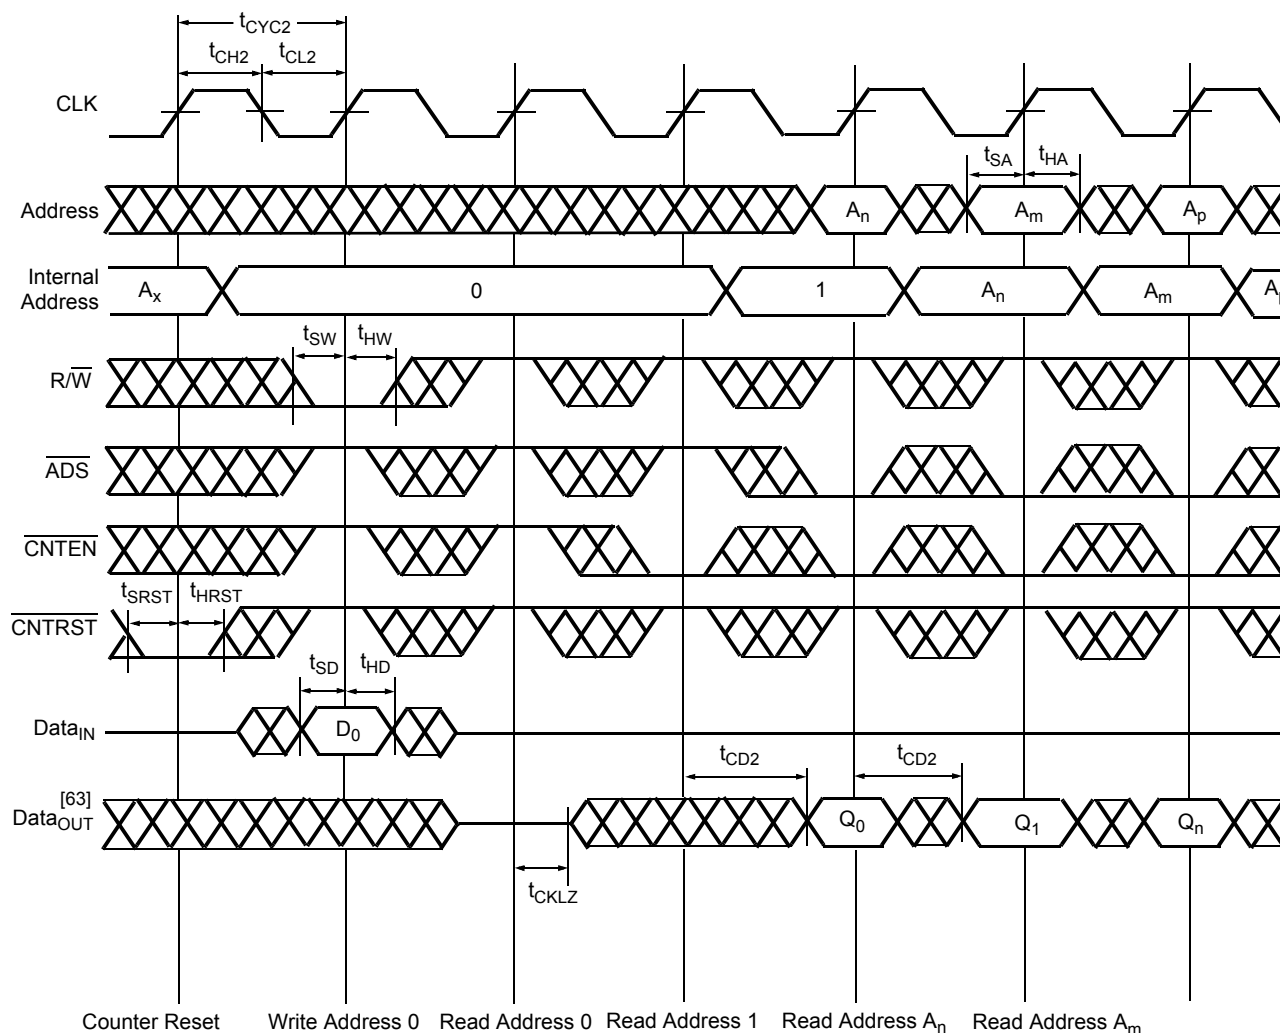 tCYC2
tCH2 tCL2
CLK
tSA tHA
Address An Am Ap
Internal Address Ax 0 1 An Am
tSW tHW
R/W
ADS
CNTEN
tSRST tHRST
CNTRST
tSD tHD
DataIN D0
tCD2 tCD2
[63]
DataOUT Q0 Q1 Qn
tCKLZ
Counter Reset Write Address 0 Read Address 0 Read Address 1 Read Address An Read Address Am